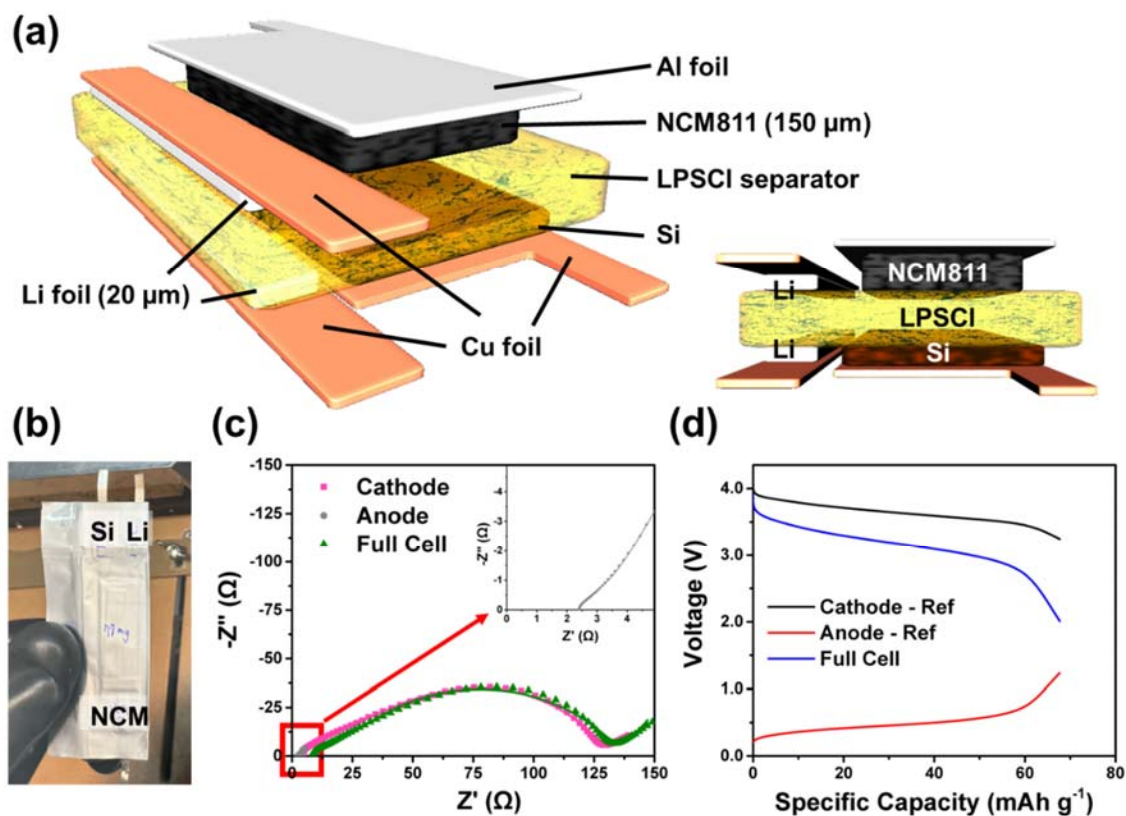 (a)
Al foil
NCM811 (150 μm)
LPSCl separator
Si
Li foil (20 μm)
Cu foil
NCM811
Li
LPSCl
Li
Si
(b)
Si Li
NCM
(c)
-150
-125
-100
-75
-50
-25
0
0 25 50 75 100 125 150
-Z'' (Ω)
Z' (Ω)
Cathode
Anode
Full Cell
-5
-4
-3
-2
-1
0
0 1 2 3 4
-Z'' (Ω)
Z' (Ω)
(d)
4.0
3.0
2.0
1.0
0.0
0 20 40 60 80
Voltage (V)
Specific Capacity (mAh g⁻¹)
Cathode - Ref
Anode - Ref
Full Cell